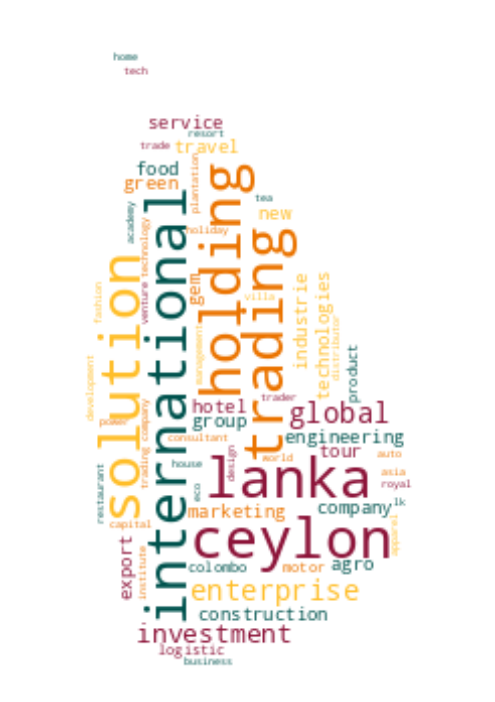 home
tech
service
resort
trade
travel
food
green
plantation
holding
international
tea
new
academy
technology
holiday
trading
solution
gem
villa
industrie
technologies
fashion
venture
management
distributor
product
development
trader
hotel
global
power
group
trading company
consultant
engineering
tour
world
auto
house
design
lanka
asia
restaurant
eco
royal
marketing
company
lk
capital
ceylon
apparel
export
institute
colombo
motor
agro
enterprise
construction
investment
logistic
business